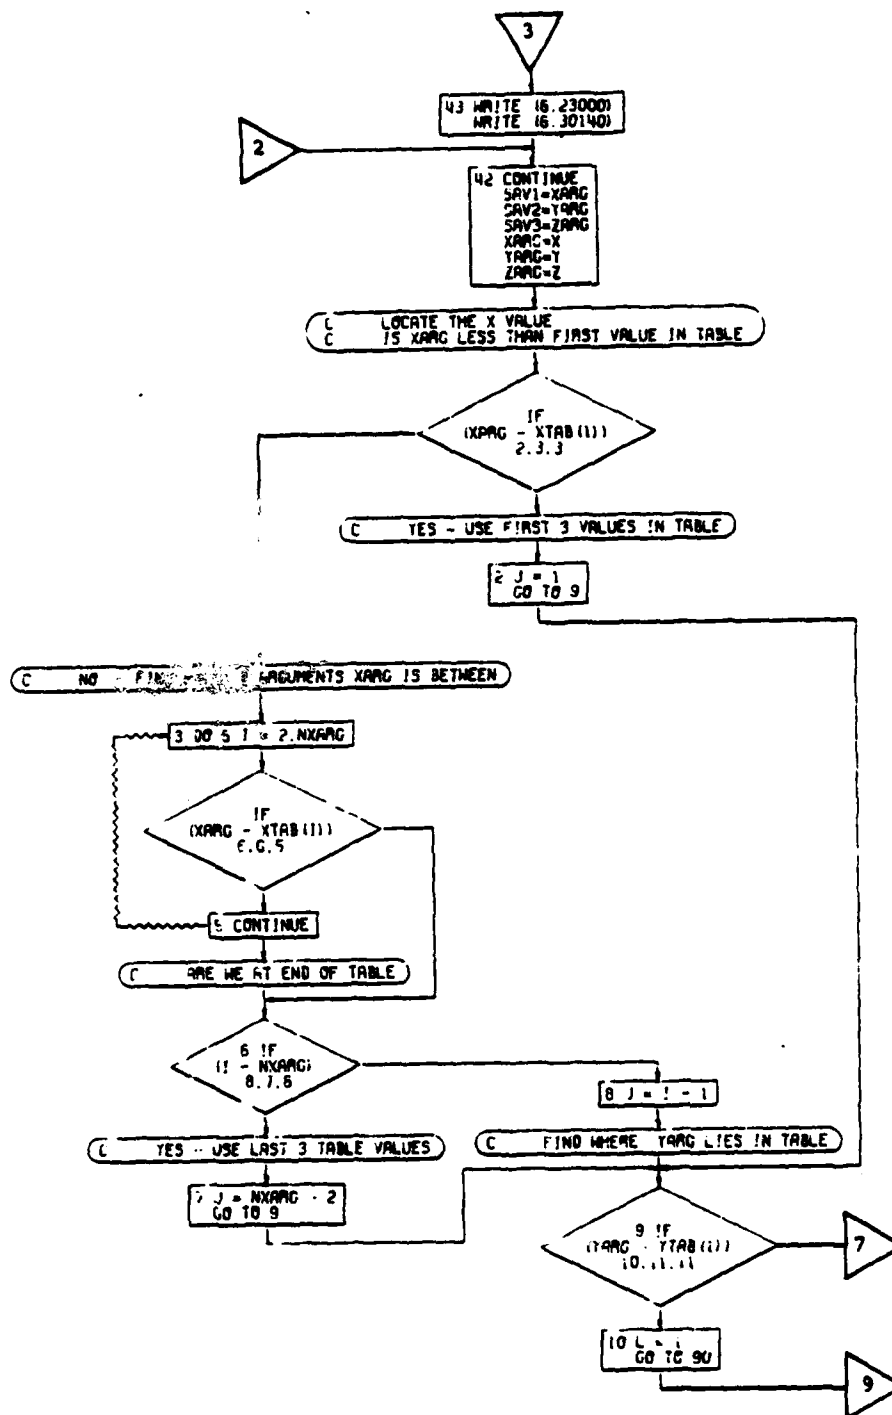 3
43 WRITE (6.23000)
WRITE (6.30140)
2
42 CONTINUE
SAV1=XARG
SAV2=YARG
SAV3=ZARG
XARG=X
YARG=Y
ZARG=Z
C LOCATE THE X VALUE
C IS XARG LESS THAN FIRST VALUE IN TABLE
IF
(XARG - XTAB(1))
2.3.3
C YES - USE FIRST 3 VALUES IN TABLE
2 J = 1
GO TO 9
C NO - ARGUMENTS XARG IS BETWEEN
3 DO 5 I = 2.NXARG
IF
(XARG - XTAB(I))
6.6.5
5 CONTINUE
C ARE WE AT END OF TABLE
6 IF
(I - NXARG)
8.7.6
8 J = I - 1
C YES - USE LAST 3 TABLE VALUES
C FIND WHERE YARG LIES IN TABLE
7 J = NXARG - 2
GO TO 9
9 IF
(YARG - YTAB(1))
10.11.11
7
10 L = 1
GO TO 90
9